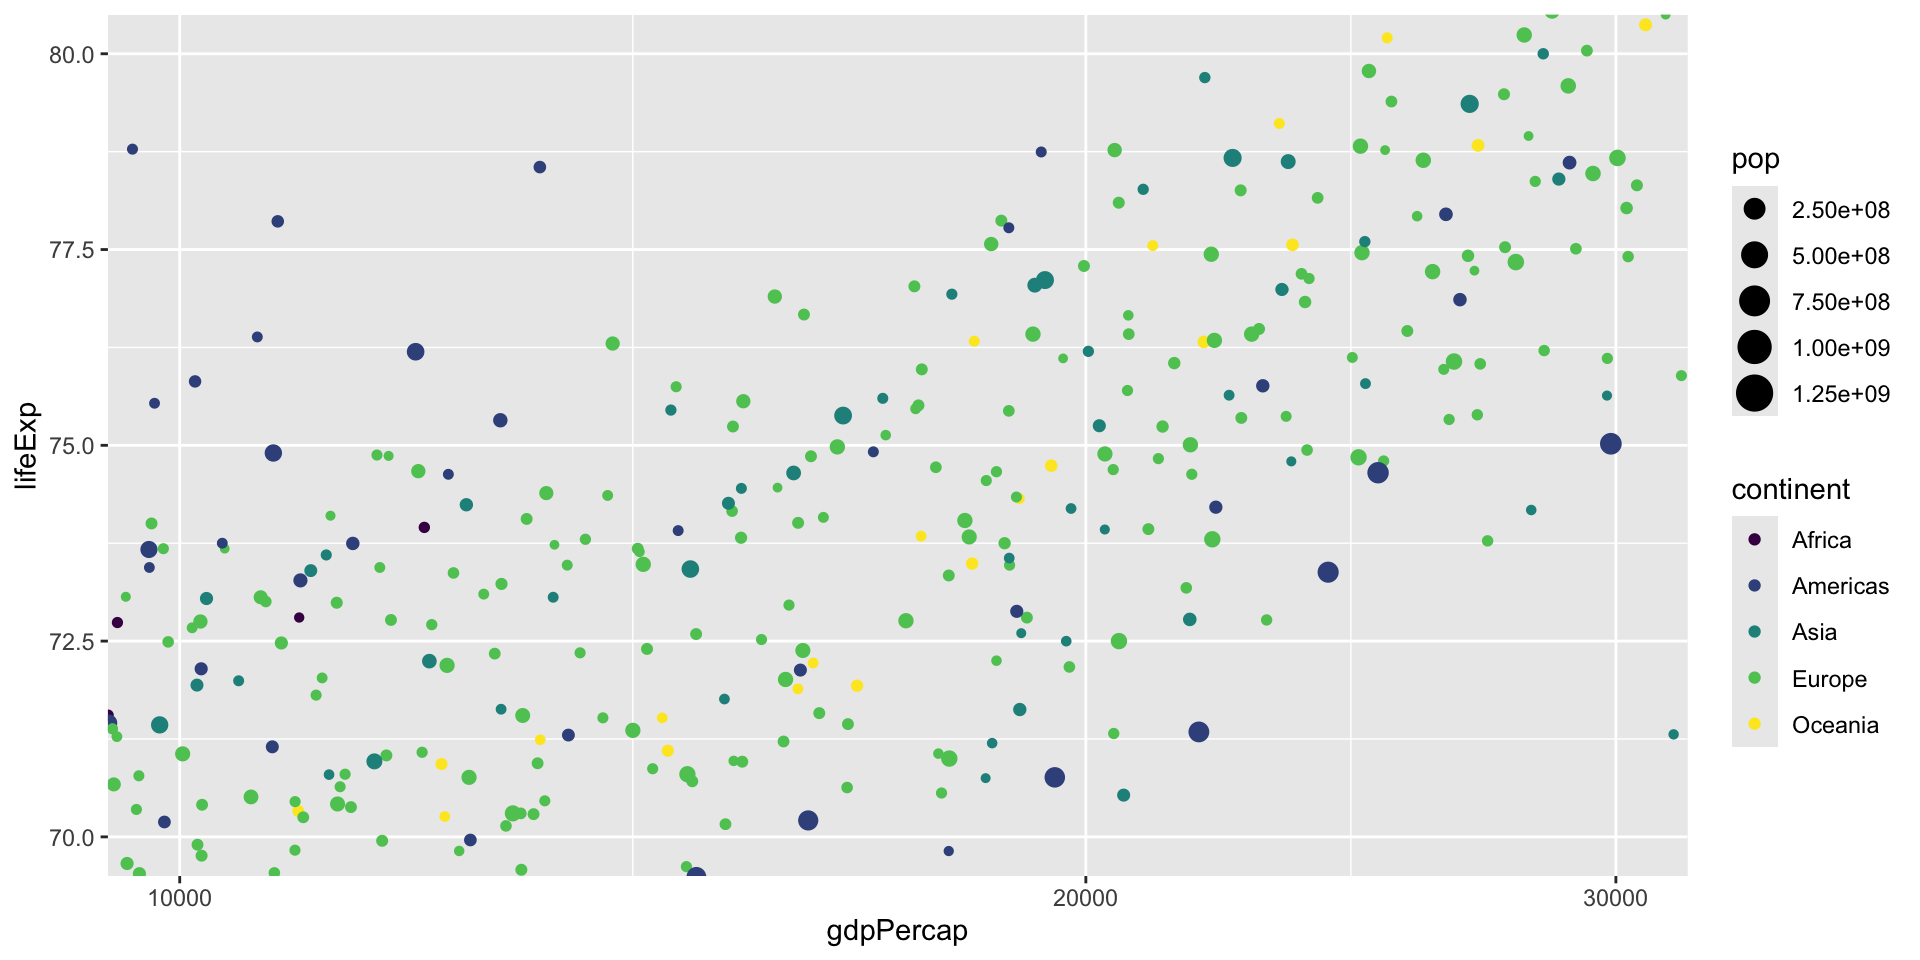 80.0
77.5
75.0
72.5
70.0
lifeExp
10000
20000
30000
gdpPercap
pop
2.50e+08
5.00e+08
7.50e+08
1.00e+09
1.25e+09
continent
Africa
Americas
Asia
Europe
Oceania